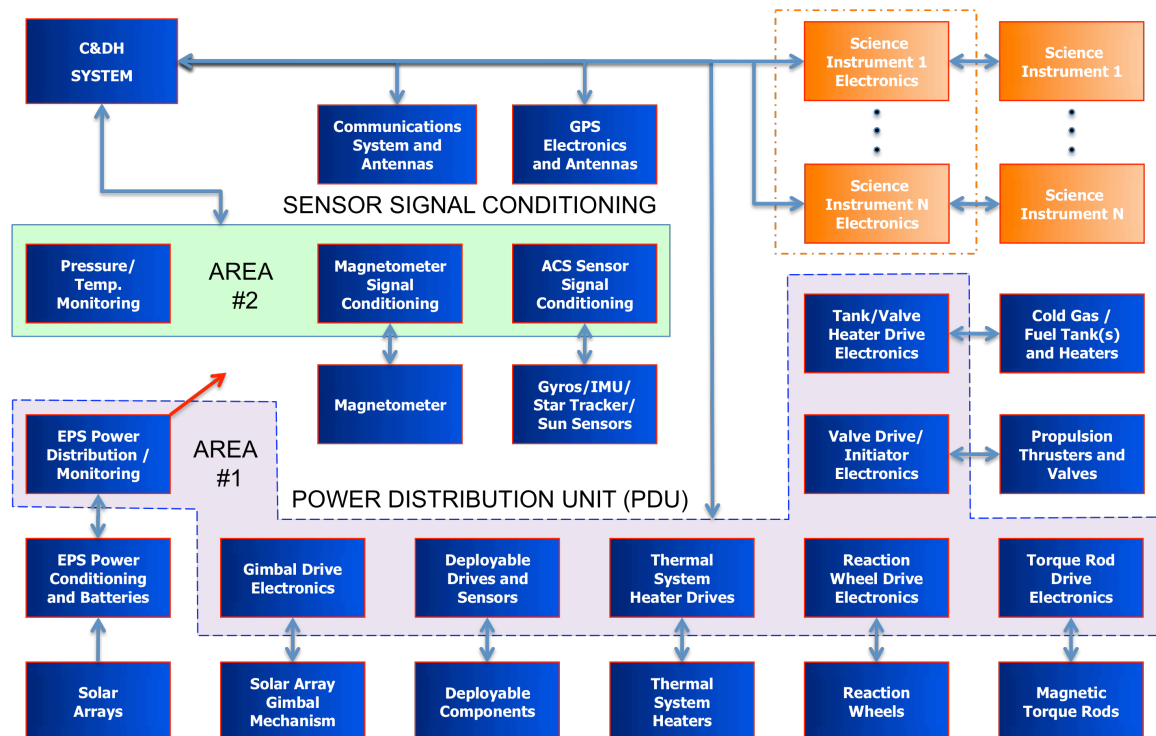 C&DH
SYSTEM
Science
Instrument 1
Electronics
Science
Instrument 1
Communications
System and
Antennas
GPS
Electronics
and Antennas
Science
Instrument N
Electronics
Science
Instrument N
SENSOR SIGNAL CONDITIONING
Pressure/
Temp.
Monitoring
AREA
#2
Magnetometer
Signal
Conditioning
ACS Sensor
Signal
Conditioning
Tank/Valve
Heater Drive
Electronics
Cold Gas /
Fuel Tank(s)
and Heaters
Magnetometer
Gyros/IMU/
Star Tracker/
Sun Sensors
EPS Power
Distribution /
Monitoring
AREA
#1
Valve Drive/
Initiator
Electronics
Propulsion
Thrusters and
Valves
POWER DISTRIBUTION UNIT (PDU)
EPS Power
Conditioning
and Batteries
Gimbal Drive
Electronics
Deployable
Drives and
Sensors
Thermal
System
Heater Drives
Reaction
Wheel Drive
Electronics
Torque Rod
Drive
Electronics
Solar
Arrays
Solar Array
Gimbal
Mechanism
Deployable
Components
Thermal
System
Heaters
Reaction
Wheels
Magnetic
Torque Rods